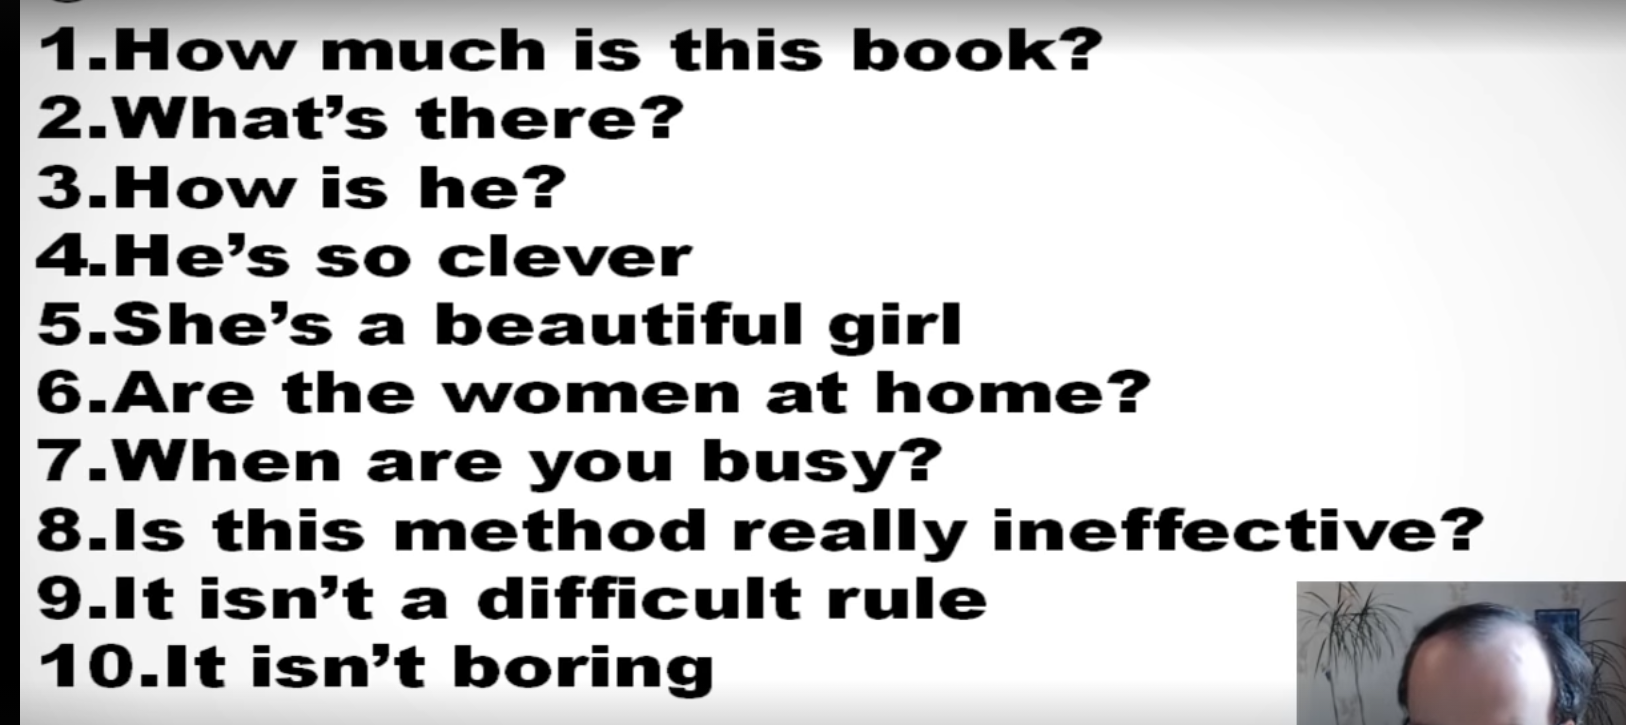 1.How much is this book?
2.What's there?
3.How is he?
4.He’s so clever
5.She’s a beautiful girl
6.Are the women at home?
7.When are you busy?
8.Is this method really ineffective?
9.It isn’t a difficult rule
10.It isn’t boring